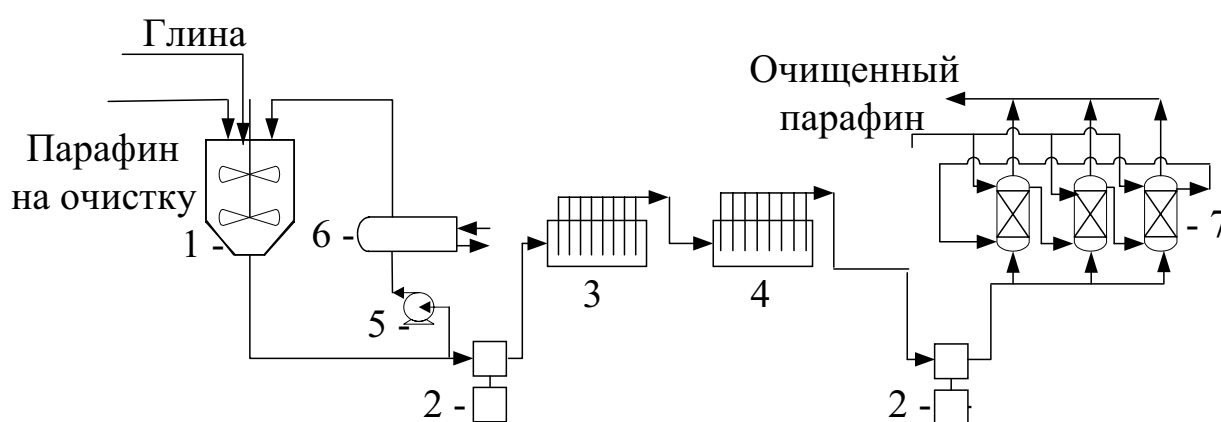 Глина
Парафин
на очистку
1 -
6 -
5 -
2 -
3
4
2 -
Очищенный
парафин
- 7